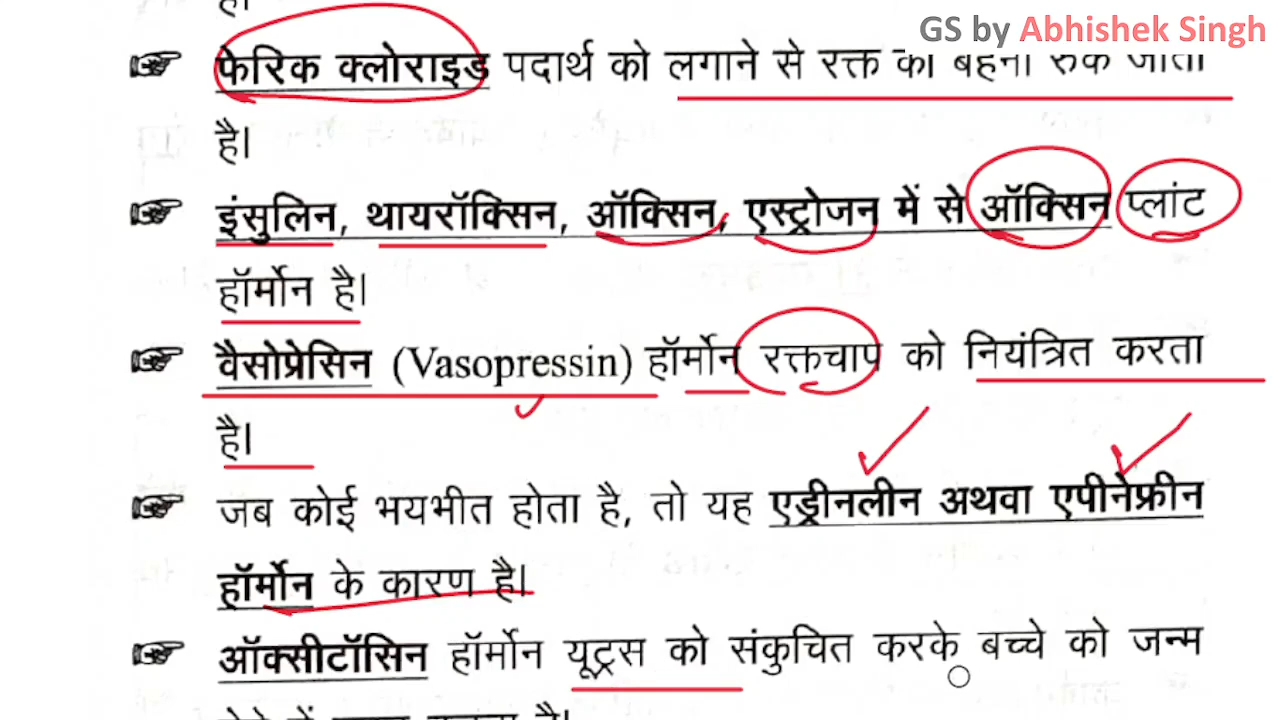 GS by Abhishek Singh
फेरिक क्लोराइड पदार्थ को लगाने से रक्त का बहना रुक जाता
है।
इंसुलिन, थायरॉक्सिन, ऑक्सिन, एस्ट्रोजन में से ऑक्सिन प्लांट
हॉर्मोन है।
वैसोप्रेसिन (Vasopressin) हॉर्मोन रक्तचाप को नियंत्रित करता
है।
जब कोई भयभीत होता है, तो यह एड्रीनलीन अथवा एपीनेफ्रीन
हॉर्मोन के कारण है।
ऑक्सीटॉसिन हॉर्मोन यूट्रस को संकुचित करके बच्चे को जन्म
है।